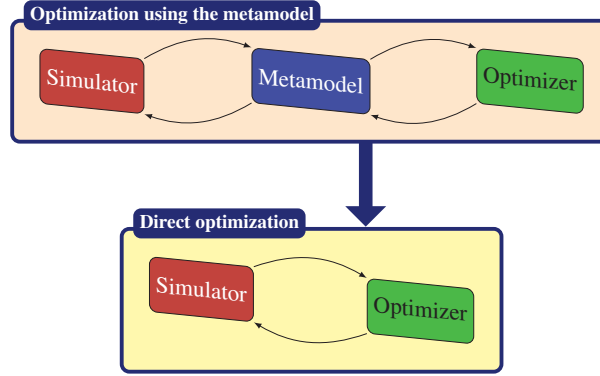 Optimization using the metamodel
Simulator
Metamodel
Optimizer
Direct optimization
Simulator
Optimizer